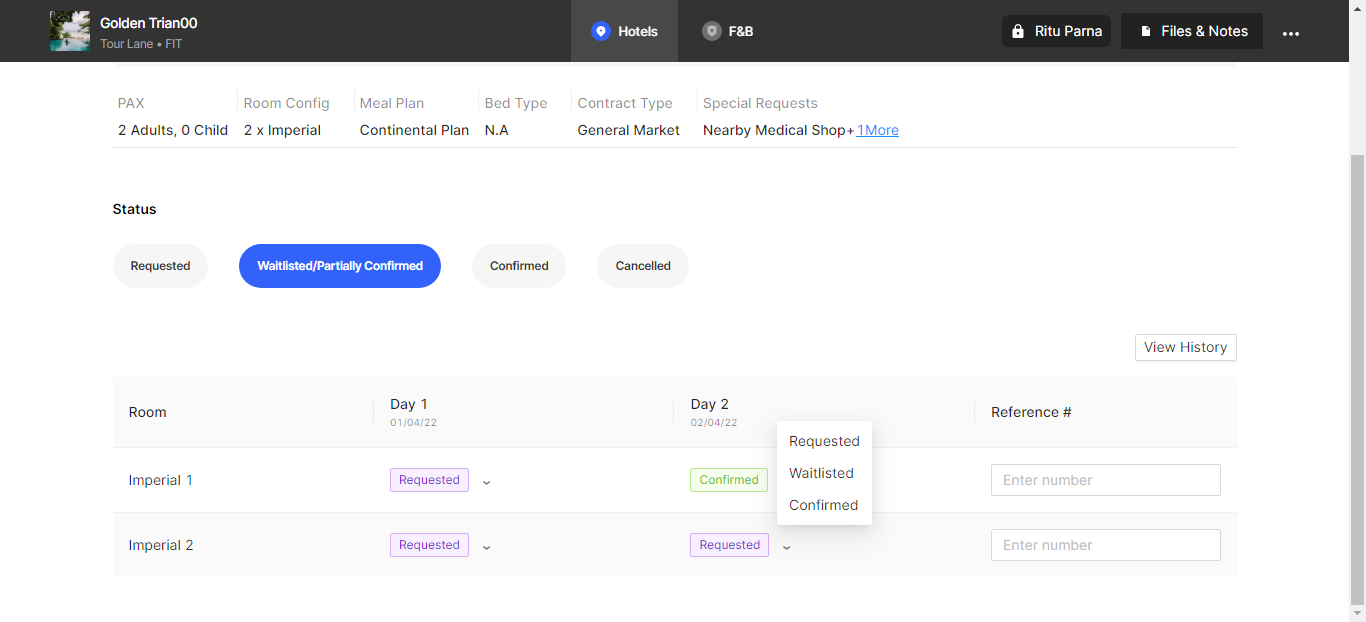 Golden Trian00
Tour Lane • FIT
Hotels
F&B
Ritu Parna
Files & Notes
PAX
Room Config
Meal Plan
Bed Type
Contract Type
Special Requests
2 Adults, 0 Child
2 x Imperial
Continental Plan
N.A
General Market
Nearby Medical Shop+ 1More
Status
Requested
Waitlisted/Partially Confirmed
Confirmed
Cancelled
View History
Room
Day 1
01/04/22
Day 2
02/04/22
Reference #
Requested
Waitlisted
Confirmed
Imperial 1
Requested
Confirmed
Enter number
Imperial 2
Requested
Requested
Enter number